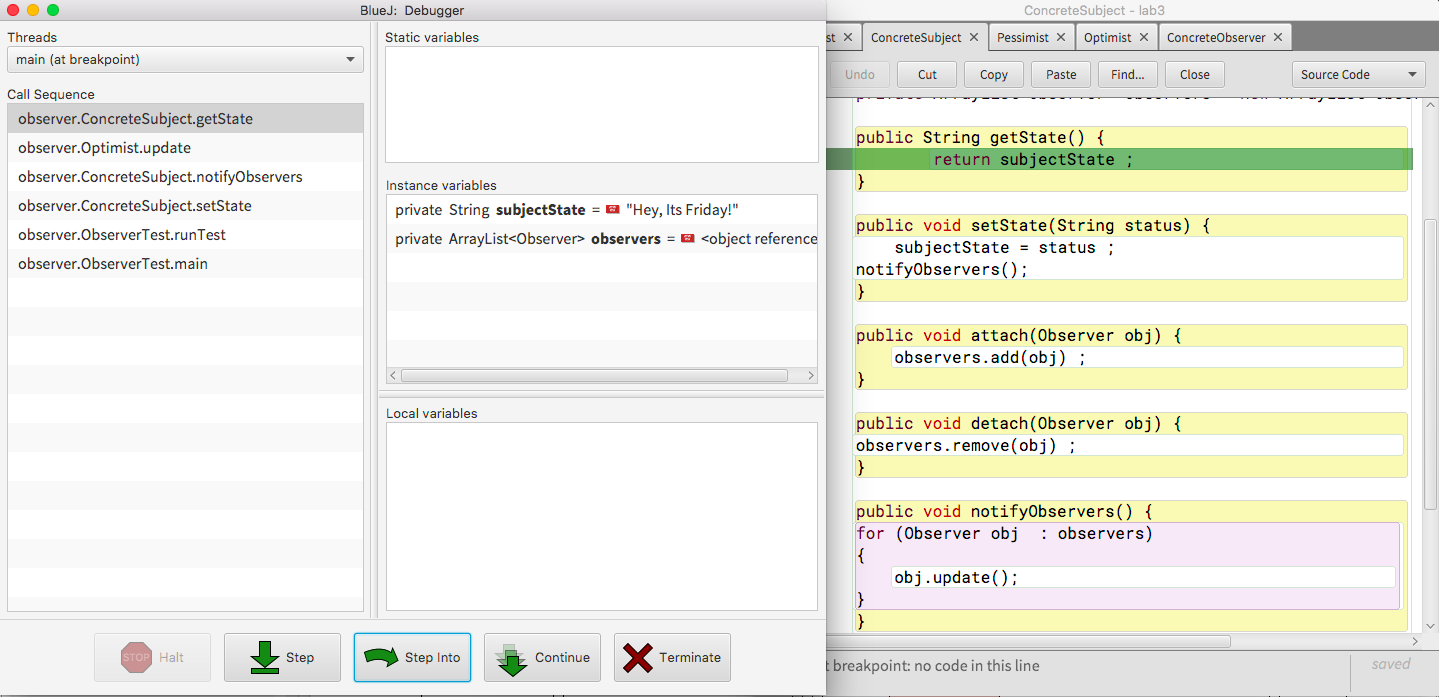 BlueJ: Debugger
Threads
main (at breakpoint)
Call Sequence
observer.ConcreteSubject.getState
observer.Optimist.update
observer.ConcreteSubject.notifyObservers
observer.ConcreteSubject.setState
observer.ObserverTest.runTest
observer.ObserverTest.main
Static variables
Instance variables
private String subjectState = "Hey, Its Friday!"
private ArrayList<Observer> observers = <object reference
Local variables
STOP Halt
Step
Step Into
Continue
Terminate
ConcreteSubject - lab3
st ✕ ConcreteSubject ✕ Pessimist ✕ Optimist ✕ ConcreteObserver ✕
Undo Cut Copy Paste Find... Close Source Code
public String getState() {
return subjectState ;
}
public void setState(String status) {
subjectState = status ;
notifyObservers();
}
public void attach(Observer obj) {
observers.add(obj) ;
}
public void detach(Observer obj) {
observers.remove(obj) ;
}
public void notifyObservers() {
for (Observer obj  : observers)
{
obj.update();
}
}
t breakpoint: no code in this line
saved